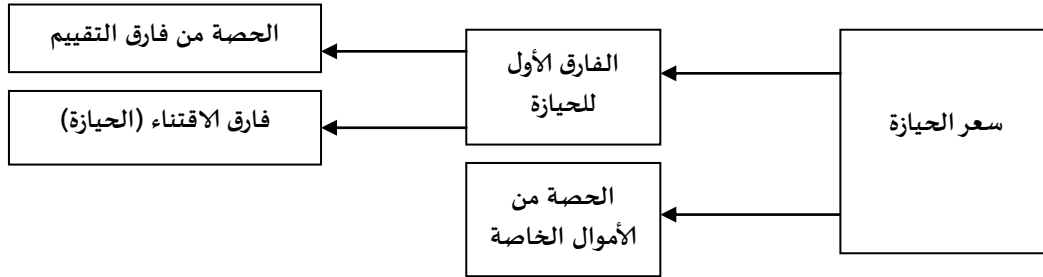 سعر الحيازة
الفارق الأول
للحيازة
الحصة من
الأموال الخاصة
الحصة من فارق التقييم
فارق الاقتناء (الحيازة)